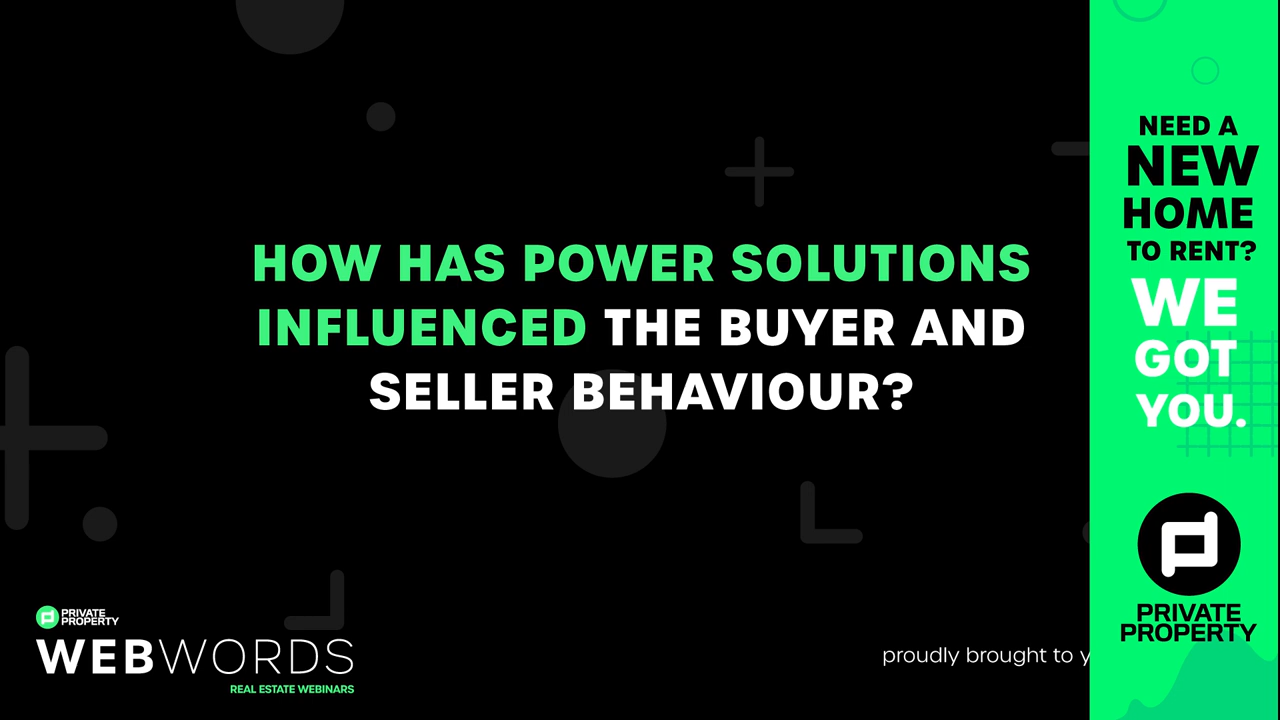 HOW HAS POWER SOLUTIONS
INFLUENCED THE BUYER AND
SELLER BEHAVIOUR?
PRIVATE
PROPERTY
WEBWORDS
REAL ESTATE WEBINARS
proudly brought to
NEED A
NEW
HOME
TO RENT?
WE
GOT
YOU.
PRIVATE
PROPERTY